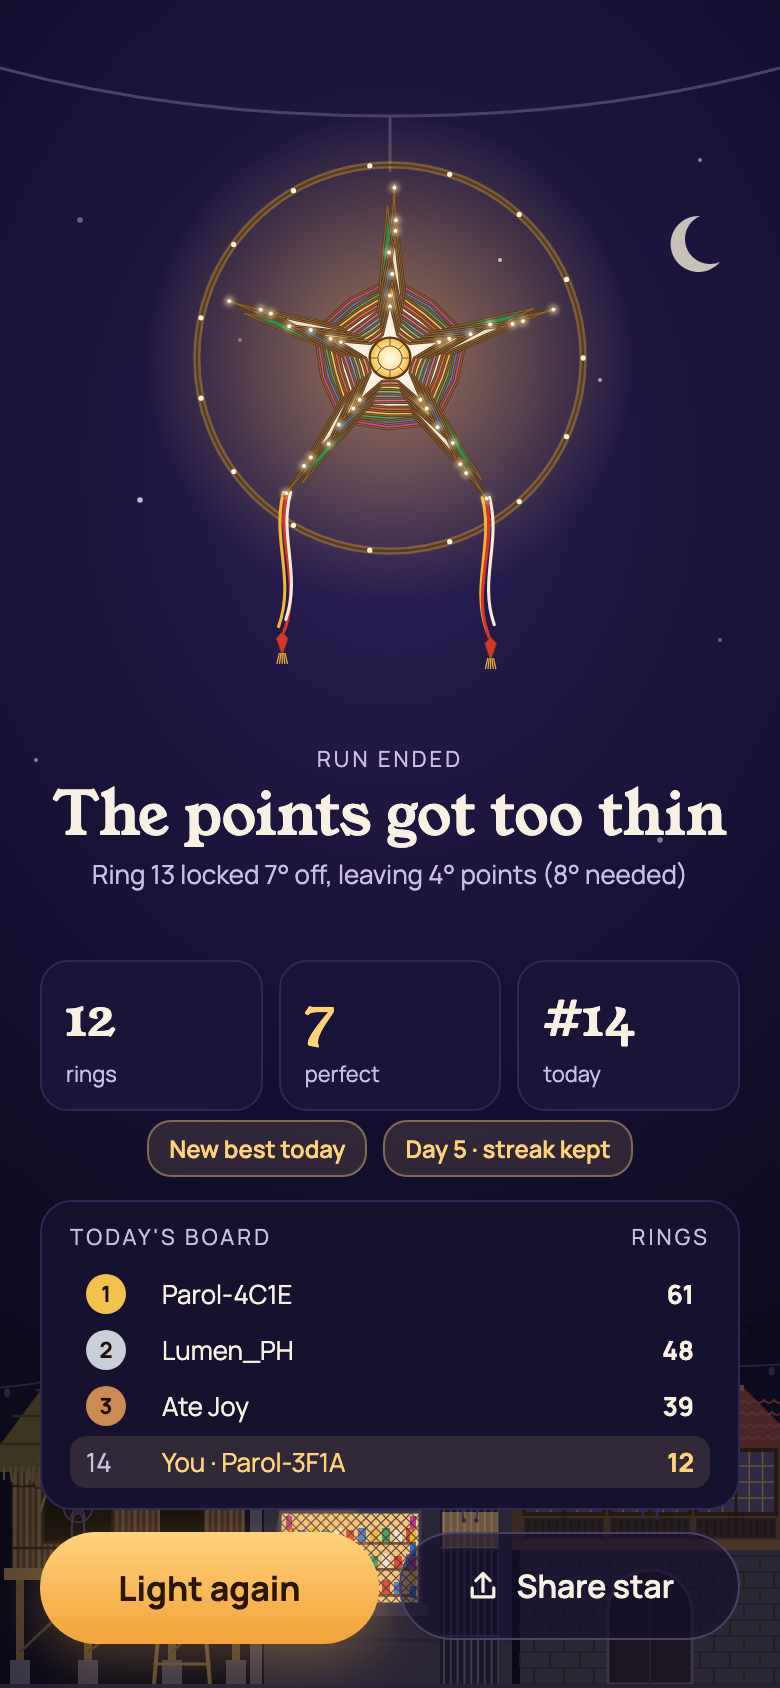 RUN ENDED
The points got too thin
Ring 13 locked 7° off, leaving 4° points (8° needed)
12 7 #14
rings perfect today
New best today Day 5 · streak kept
TODAY'S BOARD RINGS
1 Parol-4C1E 61
2 Lumen_PH 48
3 Ate Joy 39
14 You · Parol-3F1A 12
Light again Share star